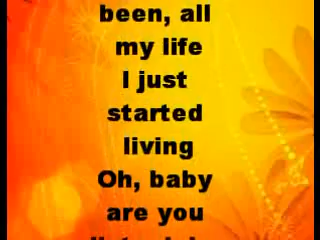 been, all
my life
I just
started
living
Oh, baby
are you